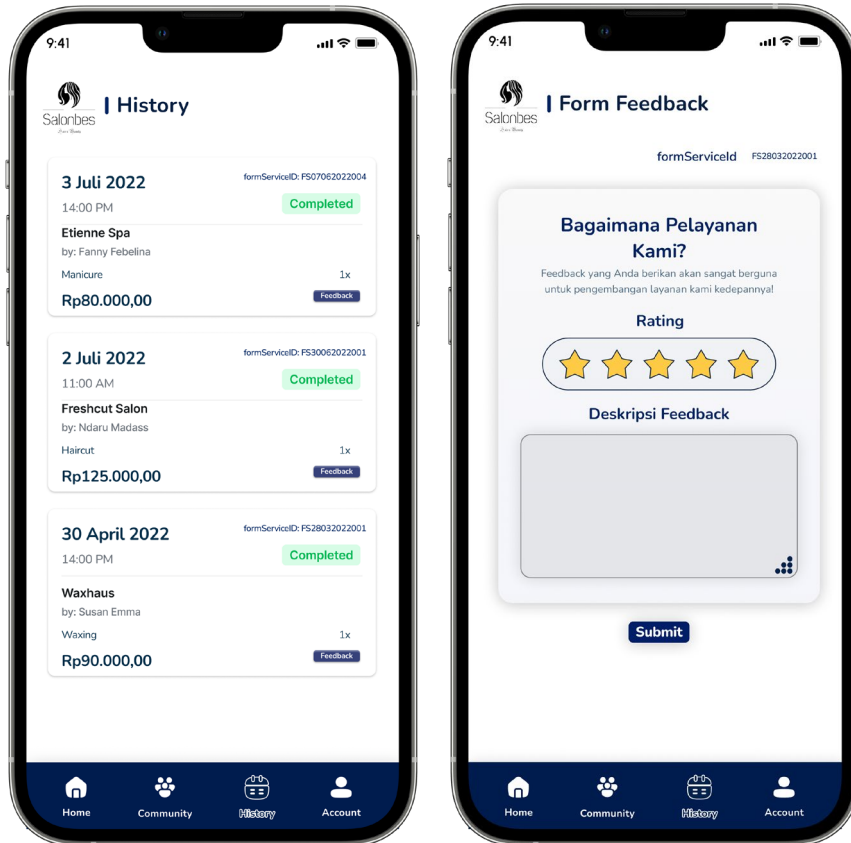 9:41
Salonbes
History
3 Juli 2022
formServiceID: FS07062022004
14:00 PM
Completed
Etienne Spa
by: Fanny Febelina
Manicure
1x
Rp80.000,00
Feedback
2 Juli 2022
formServiceID: FS30062022001
11:00 AM
Completed
Freshcut Salon
by: Ndaru Madass
Haircut
1x
Rp125.000,00
Feedback
30 April 2022
formServiceID: FS28032022001
14:00 PM
Completed
Waxhaus
by: Susan Emma
Waxing
1x
Rp90.000,00
Feedback
Home
Community
History
Account
9:41
Salonbes
Form Feedback
formServiceId FS28032022001
Bagaimana Pelayanan
Kami?
Feedback yang Anda berikan akan sangat berguna
untuk pengembangan layanan kami kedepannya!
Rating
Deskripsi Feedback
Submit
Home
Community
History
Account